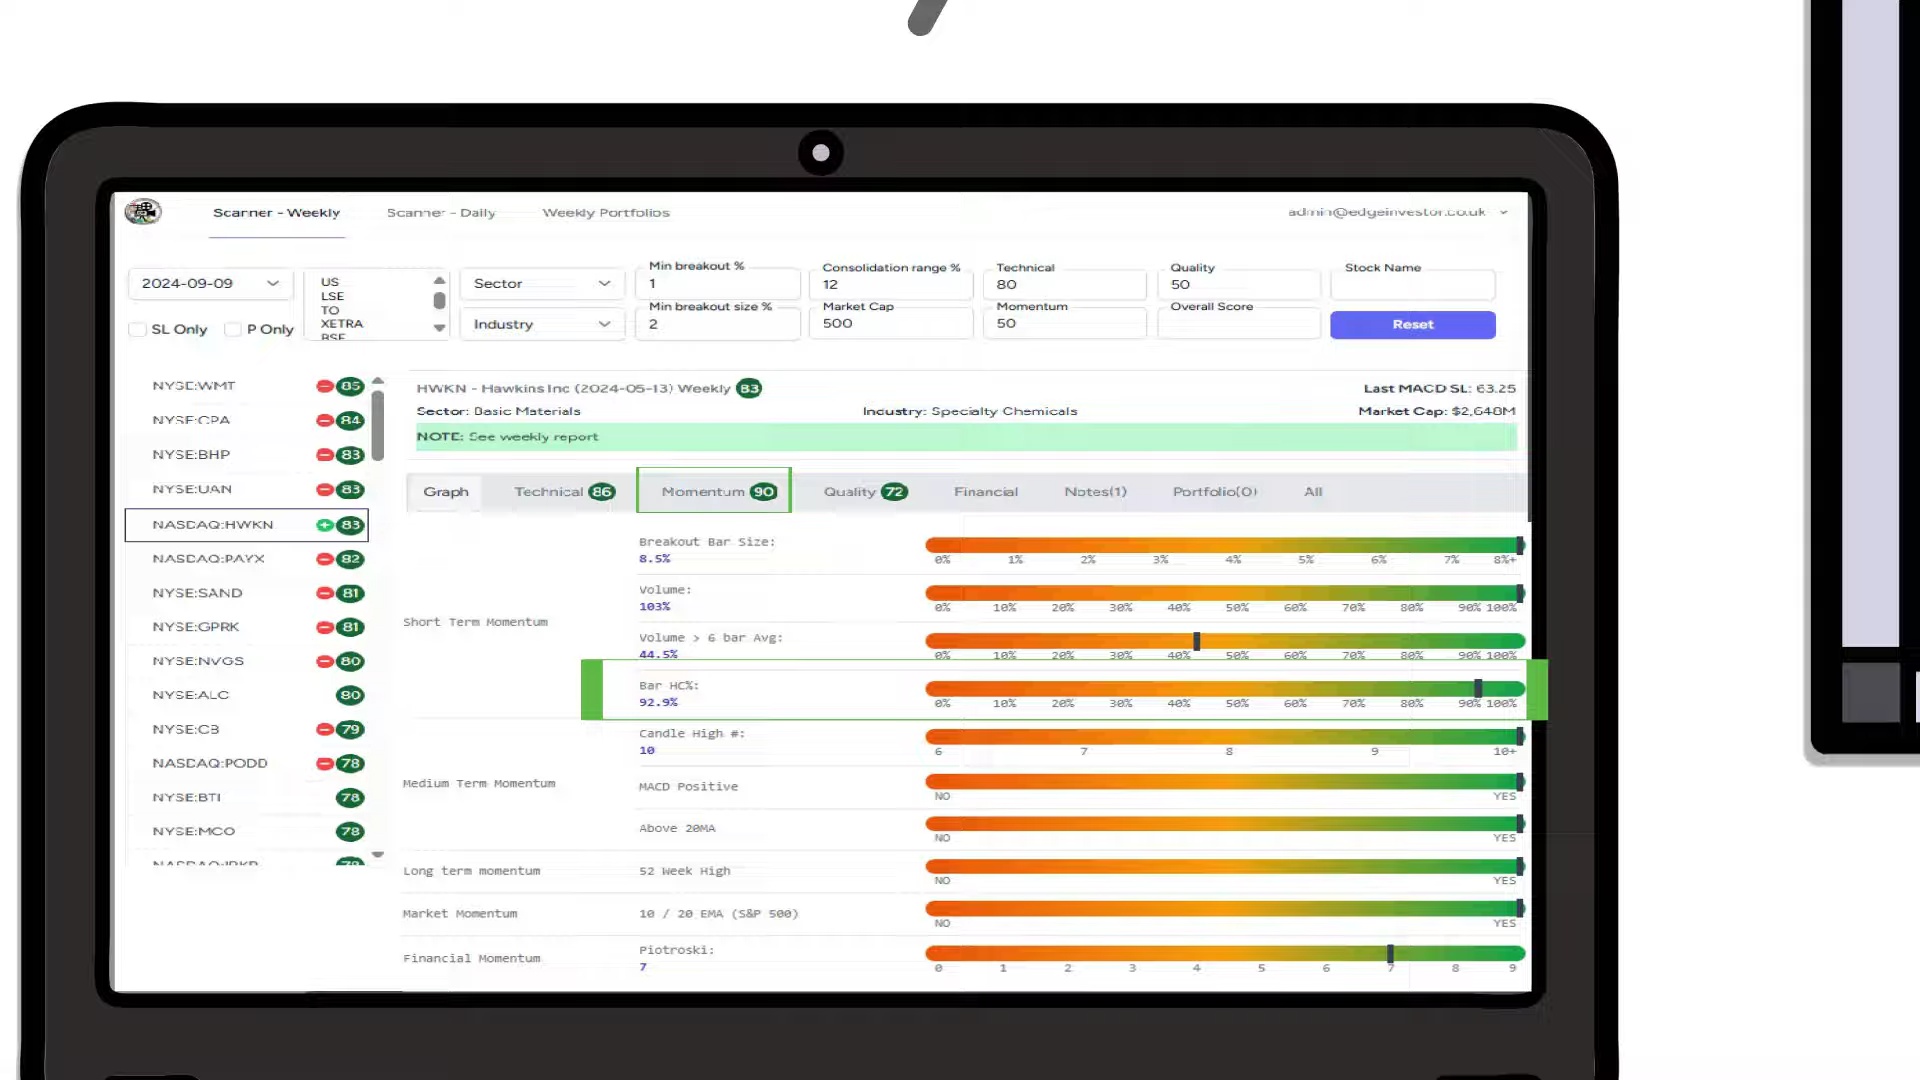 Scanner - Weekly
Scanner - Daily
Weekly Portfolios
admin@edgeinvestor.co.uk
2024-09-09
SL Only
P Only
US
LSE
TO
XETRA
BSE
Sector
Industry
Min breakout %
1
Min breakout size %
2
Consolidation range %
12
Market Cap
500
Technical
80
Momentum
50
Quality
50
Overall Score
Stock Name
Reset
NYSE:WMT 85
NYSE:CPA 84
NYSE:BHP 83
NYSE:UAN 83
NASDAQ:HWKN 83
NASDAQ:PAYX 82
NYSE:SAND 81
NYSE:GPRK 81
NYSE:NVGS 80
NYSE:ALC 80
NYSE:CB 79
NASDAQ:PODD 78
NYSE:BTI 78
NYSE:MCO 78
HWKN - Hawkins Inc (2024-05-13) Weekly 83
Last MACD SL: 63.25
Sector: Basic Materials
Industry: Specialty Chemicals
Market Cap: $2,648M
NOTE: See weekly report
Graph
Technical 86
Momentum 90
Quality 72
Financial
Notes(1)
Portfolio(0)
All
Short Term Momentum
Breakout Bar Size:
8.5%
0% 1% 2% 3% 4% 5% 6% 7% 8%+
Volume:
103%
0% 10% 20% 30% 40% 50% 60% 70% 80% 90% 100%
Volume > 6 bar Avg:
44.5%
0% 10% 20% 30% 40% 50% 60% 70% 80% 90% 100%
Bar HC%:
92.9%
0% 10% 20% 30% 40% 50% 60% 70% 80% 90% 100%
Medium Term Momentum
Candle High #:
10
6 7 8 9 10+
MACD Positive
NO YES
Above 20MA
NO YES
Long term momentum
52 Week High
NO YES
Market Momentum
10 / 20 EMA (S&P 500)
NO YES
Financial Momentum
Piotroski:
7
0 1 2 3 4 5 6 7 8 9